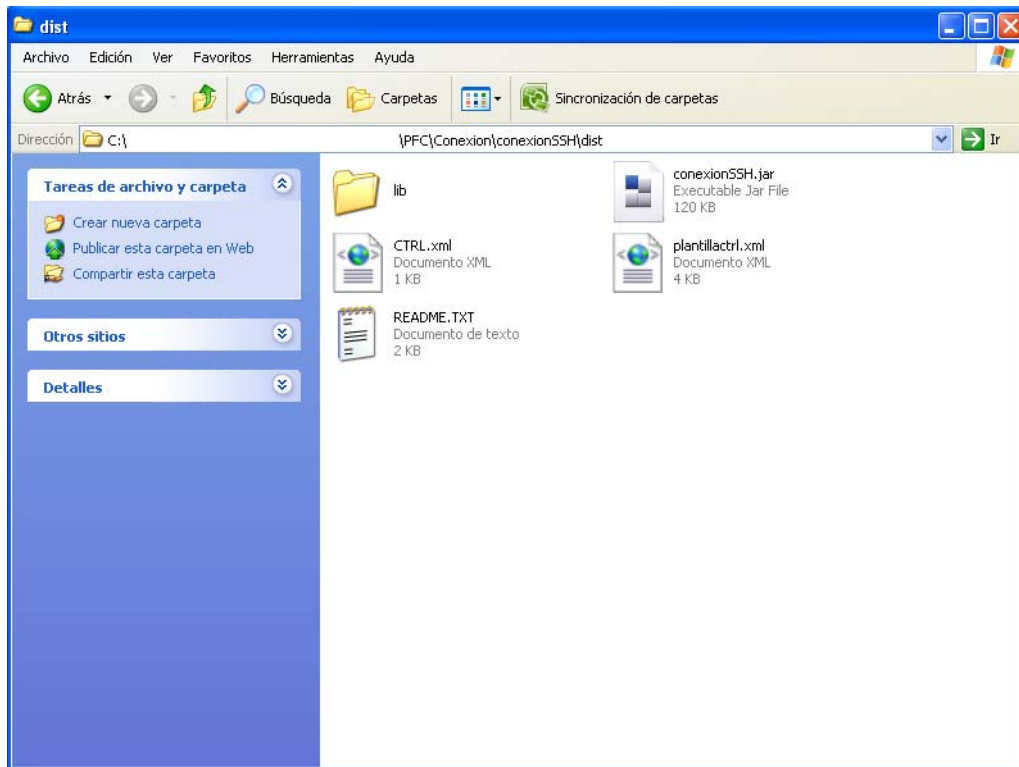 dist
Archivo Edición Ver Favoritos Herramientas Ayuda
Atrás Búsqueda Carpetas Sincronización de carpetas
Dirección C:\ \PFC\Conexion\conexionSSH\dist Ir
Tareas de archivo y carpeta
Crear nueva carpeta
Publicar esta carpeta en Web
Compartir esta carpeta
Otros sitios
Detalles
lib
conexionSSH.jar
Executable Jar File
120 KB
CTRL.xml
Documento XML
1 KB
plantillactrl.xml
Documento XML
4 KB
README.TXT
Documento de texto
2 KB